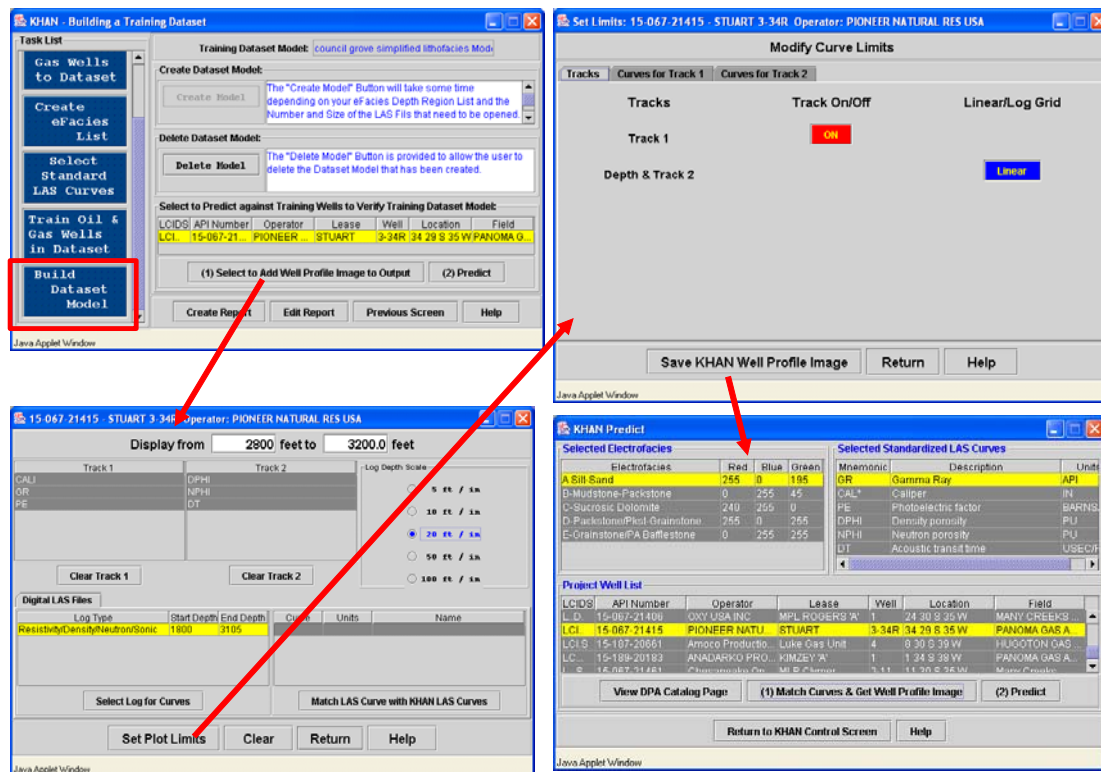 KHAN - Building a Training Dataset
Task List
Gas Wells
to Dataset
Create
eFacies
List
Select
Standard
LAS Curves
Train Oil &
Gas Wells
in Dataset
Build
Dataset
Model
Training Dataset Model: council grove simplified lithofacies Mode
Create Dataset Model:
Create Model
The "Create Model" Button will take some time
depending on your eFacies Depth Region List and the
Number and Size of the LAS Fils that need to be opened.
Delete Dataset Model:
Delete Model
The "Delete Model" Button is provided to allow the user to
delete the Dataset Model that has been created.
Select to Predict against Training Wells to Verify Training Dataset Model:
LCIDS API Number Operator Lease Well Location Field
LCI... 15-067-21... PIONEER ... STUART 3-34R 34 29 S 35 W PANOMA G...
(1) Select to Add Well Profile Image to Output (2) Predict
Create Report Edit Report Previous Screen Help
Java Applet Window
Set Limits: 15-067-21415 - STUART 3-34R Operator: PIONEER NATURAL RES USA
Modify Curve Limits
Tracks Curves for Track 1 Curves for Track 2
Tracks Track On/Off Linear/Log Grid
Track 1 ON
Depth & Track 2 Linear
Save KHAN Well Profile Image Return Help
Java Applet Window
15-067-21415 - STUART 3-34R Operator: PIONEER NATURAL RES USA
Display from 2800 feet to 3200.0 feet
Track 1 Track 2 Log Depth Scale
CALI DPHI
GR NPHI
PE DT
5 ft / in
10 ft / in
20 ft / in
50 ft / in
100 ft / in
Clear Track 1 Clear Track 2
Digital LAS Files
Log Type Start Depth End Depth Curve Units Name
Resistivity/Density/Neutron/Sonic 1800 3105
Select Log for Curves Match LAS Curve with KHAN LAS Curves
Set Plot Limits Clear Return Help
Java Applet Window
KHAN Predict
Selected Electrofacies Selected Standardized LAS Curves
Electrofacies Red Blue Green Mnemonic Description Units
A Silt-Sand 255 0 195 GR Gamma Ray API
B-Mudstone-Packstone 0 255 45 CAL* Caliper IN
C-Sucrosic Dolomite 240 255 0 PE Photoelectric factor BARNS
D-Packstone/Pkst-Grainstone 255 0 255 DPHI Density porosity PU
E-Grainstone/PA Bafflestone 0 255 255 NPHI Neutron porosity PU
DT Acoustic transit time USEC/F
Project Well List
LCIDS API Number Operator Lease Well Location Field
L..D.. 15-067-21406 OXY USA INC MPL ROGERS 'A' 1 24 30 S 35 W MANY CREEKS...
LCI... 15-067-21415 PIONEER NATU... STUART 3-34R 34 29 S 35 W PANOMA GAS A...
LCI.S 15-187-20661 Amoco Productio... Luke Gas Unit 4 8 30 S 39 W HUGOTON GAS...
LC... 15-189-20183 ANADARKO PRO... KIMZEY 'A' 1 1 34 S 38 W PANOMA GAS A...
View DPA Catalog Page (1) Match Curves & Get Well Profile Image (2) Predict
Return to KHAN Control Screen Help
Java Applet Window